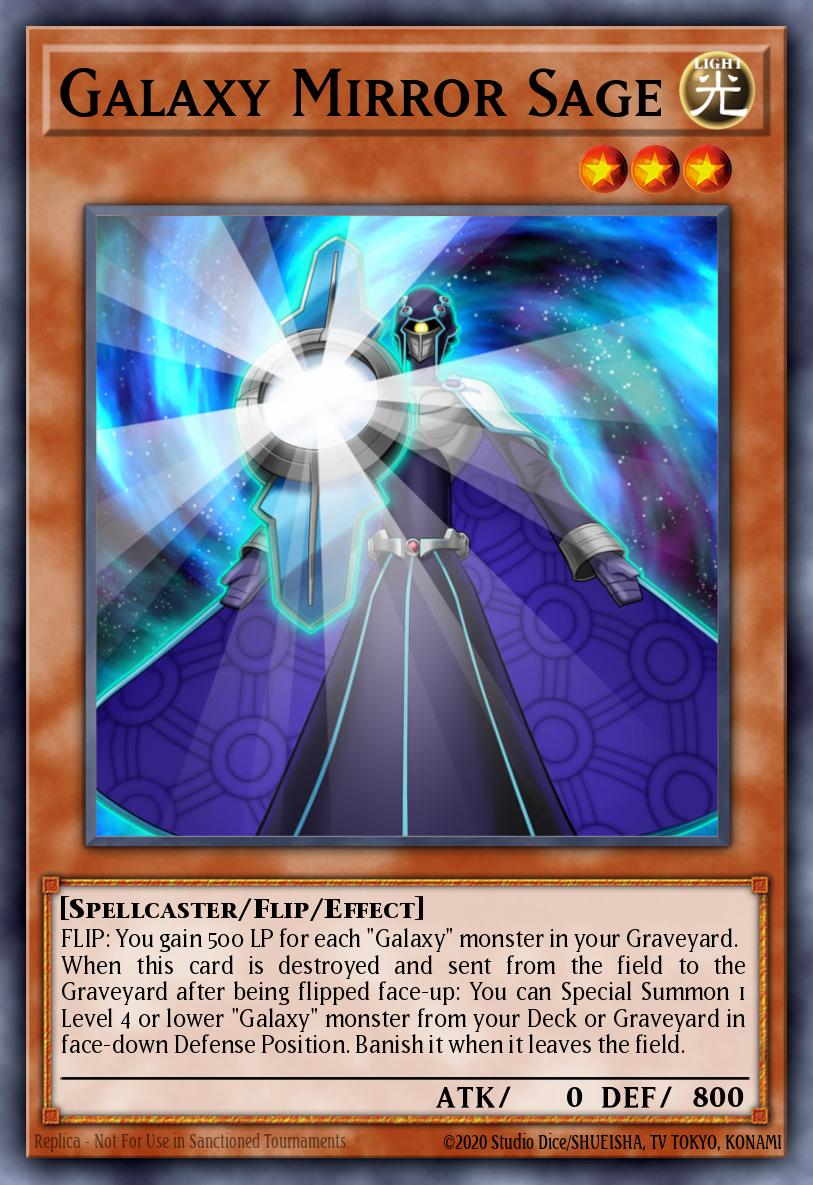 Galaxy Mirror Sage
LIGHT
光
[Spellcaster/Flip/Effect]
FLIP: You gain 500 LP for each "Galaxy" monster in your Graveyard.
When this card is destroyed and sent from the field to the
Graveyard after being flipped face-up: You can Special Summon 1
Level 4 or lower "Galaxy" monster from your Deck or Graveyard in
face-down Defense Position. Banish it when it leaves the field.
ATK/ 0 DEF/ 800
Replica - Not For Use in Sanctioned Tournaments.
©2020 Studio Dice/SHUEISHA, TV TOKYO, KONAMI